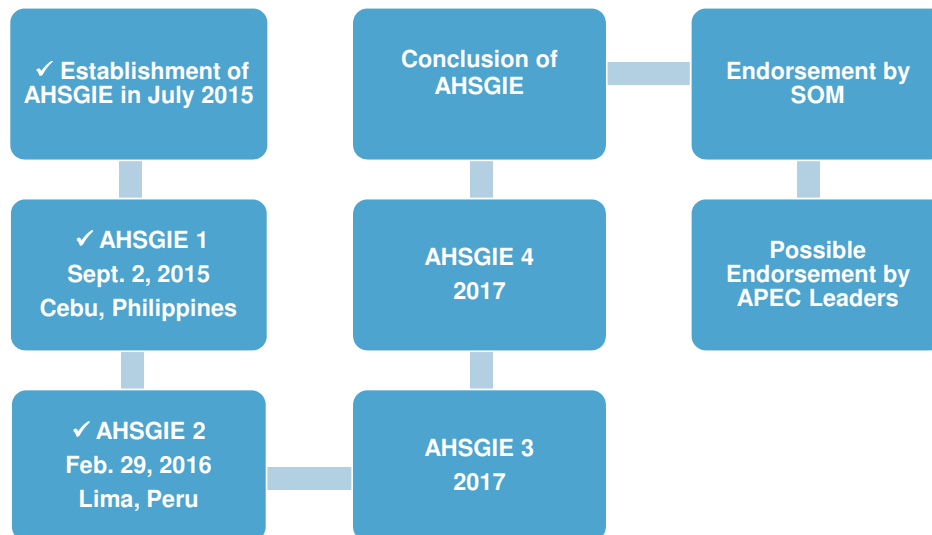 ✓ Establishment of
AHSGIE in July 2015
✓ AHSGIE 1
Sept. 2, 2015
Cebu, Philippines
✓ AHSGIE 2
Feb. 29, 2016
Lima, Peru
AHSGIE 3
2017
AHSGIE 4
2017
Conclusion of
AHSGIE
Endorsement by
SOM
Possible
Endorsement by
APEC Leaders